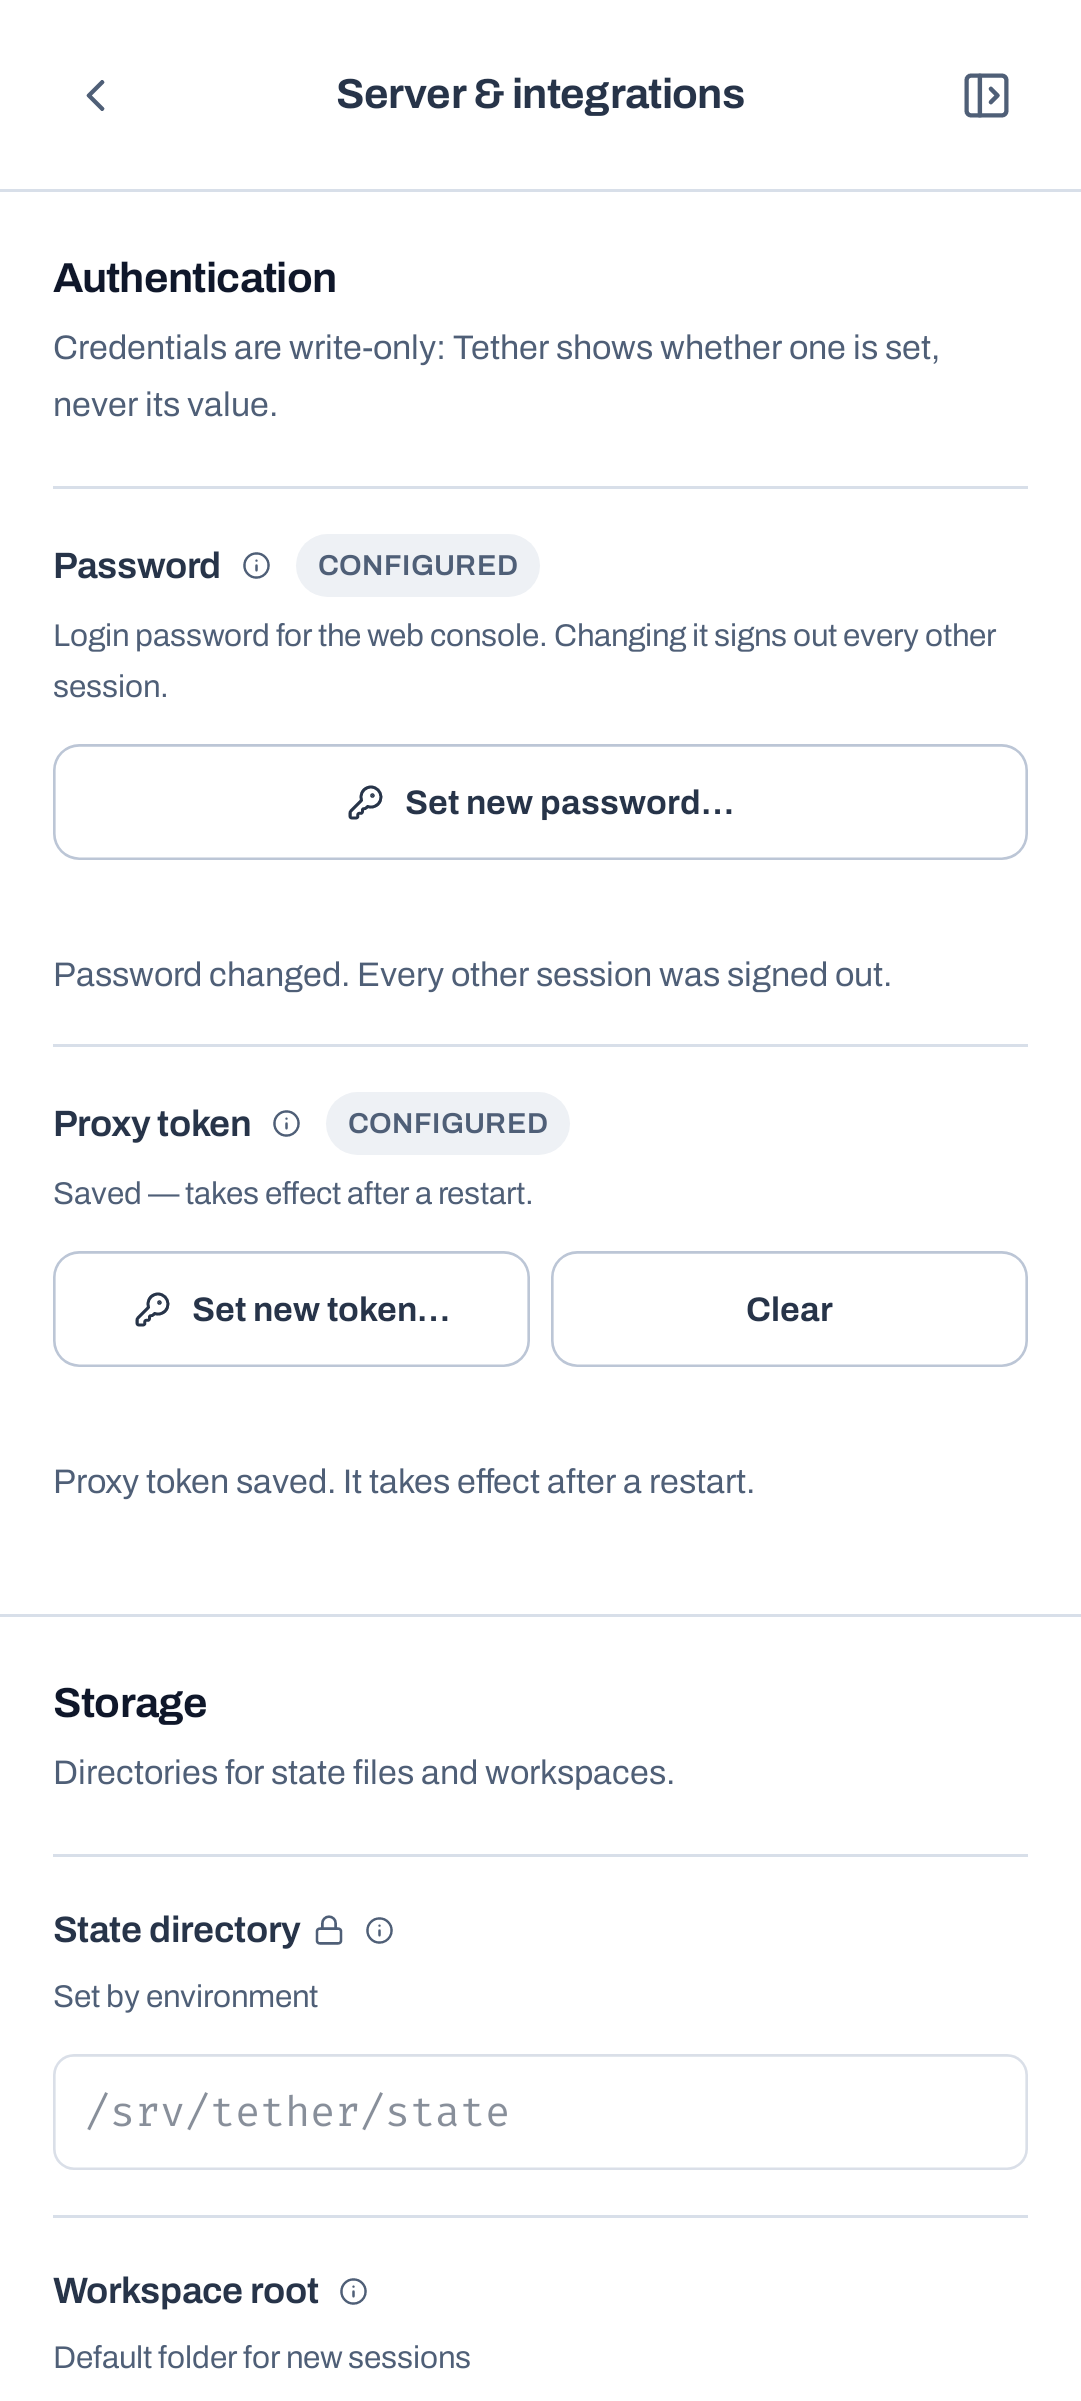 Server & integrations
Authentication
Credentials are write-only: Tether shows whether one is set,
never its value.
Password CONFIGURED
Login password for the web console. Changing it signs out every other
session.
Set new password...
Password changed. Every other session was signed out.
Proxy token CONFIGURED
Saved — takes effect after a restart.
Set new token...
Clear
Proxy token saved. It takes effect after a restart.
Storage
Directories for state files and workspaces.
State directory
Set by environment
/srv/tether/state
Workspace root
Default folder for new sessions